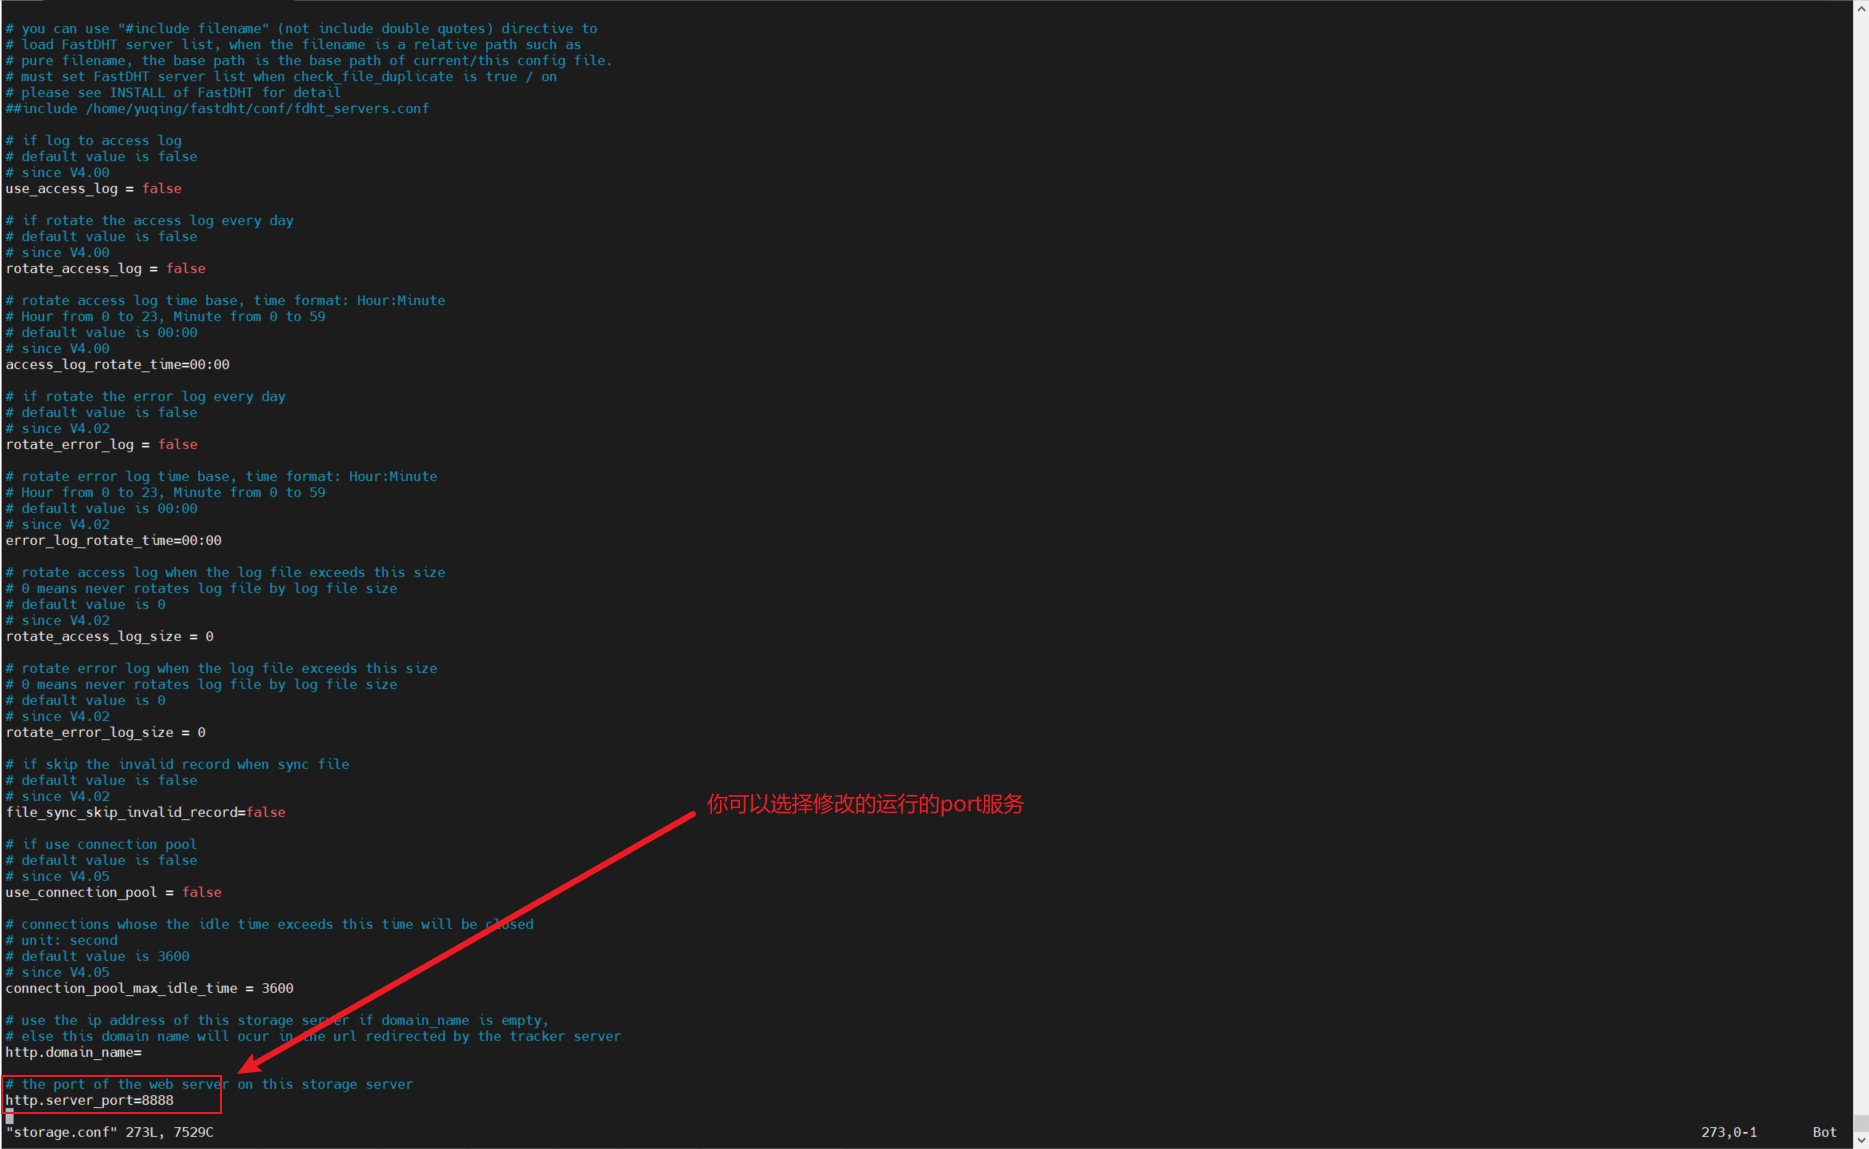 # you can use "#include filename" (not include double quotes) directive to
# load FastDHT server list, when the filename is a relative path such as
# pure filename, the base path is the base path of current/this config file.
# must set FastDHT server list when check_file_duplicate is true / on
# please see INSTALL of FastDHT for detail
##include /home/yuqing/fastdht/conf/fdht_servers.conf
# if log to access log
# default value is false
# since V4.00
use_access_log = false
# if rotate the access log every day
# default value is false
# since V4.00
rotate_access_log = false
# rotate access log time base, time format: Hour:Minute
# Hour from 0 to 23, Minute from 0 to 59
# default value is 00:00
# since V4.00
access_log_rotate_time=00:00
# if rotate the error log every day
# default value is false
# since V4.02
rotate_error_log = false
# rotate error log time base, time format: Hour:Minute
# Hour from 0 to 23, Minute from 0 to 59
# default value is 00:00
# since V4.02
error_log_rotate_time=00:00
# rotate access log when the log file exceeds this size
# 0 means never rotates log file by log file size
# default value is 0
# since V4.02
rotate_access_log_size = 0
# rotate error log when the log file exceeds this size
# 0 means never rotates log file by log file size
# default value is 0
# since V4.02
rotate_error_log_size = 0
# if skip the invalid record when sync file
# default value is false
# since V4.02
file_sync_skip_invalid_record=false
你可以选择修改的运行的port服务
# if use connection pool
# default value is false
# since V4.05
use_connection_pool = false
# connections whose the idle time exceeds this time will be closed
# unit: second
# default value is 3600
# since V4.05
connection_pool_max_idle_time = 3600
# use the ip address of this storage server if domain_name is empty,
# else this domain name will ocur in the url redirected by the tracker server
http.domain_name=
# the port of the web server on this storage server
http.server_port=8888
"storage.conf" 273L, 7529C 273,0-1 Bot